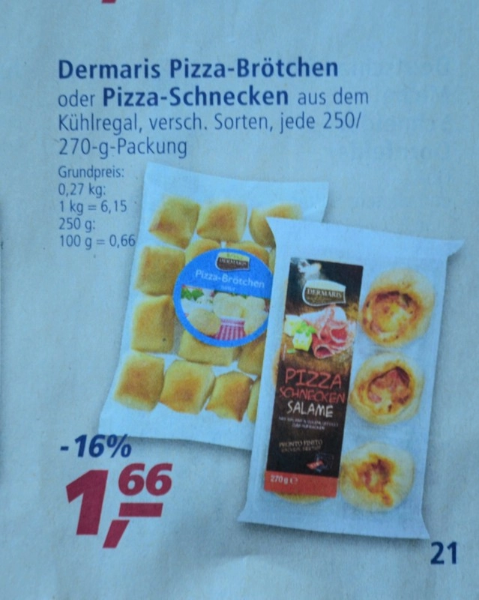 Dermaris Pizza-Brötchen
oder Pizza-Schnecken aus dem
Kühlregal, versch. Sorten, jede 250/
270-g-Packung
Grundpreis:
0,27 kg:
1 kg = 6,15
250 g:
100 g = 0,66
DERMARIS
Pizza-Brötchen
DERMARIS
PIZZA
SCHNECKEN
SALAME
PRONTO FINITO
270 g e
-16%
1,66
21